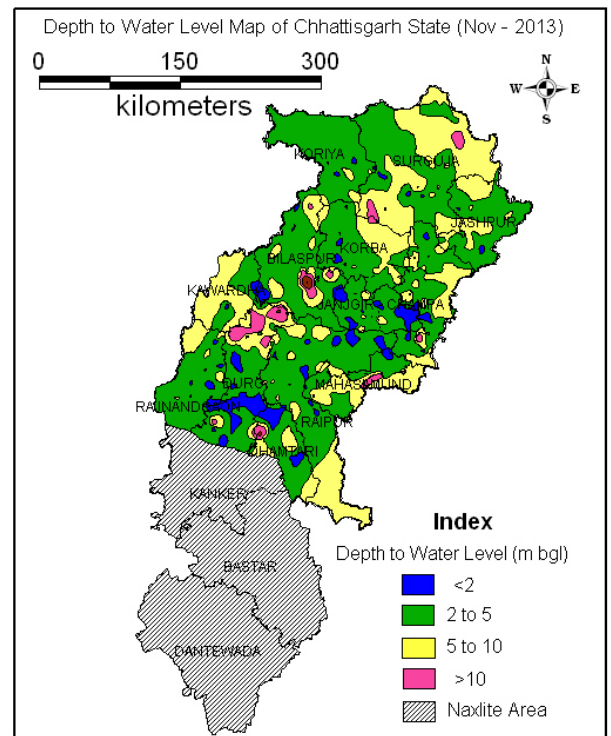 Depth to Water Level Map of Chhattisgarh State (Nov - 2013)
0 150 300
kilometers
N
W E
S
KORIYA
SURGUJA
JASHPUR
KORBA
BILASPUR
KAWARDHA
JANJGIR CHAMPA
DURG
MAHASAMUND
RAJNANDGAON
RAIPUR
DHAMTARI
KANKER
BASTAR
DANTEWADA
Index
Depth to Water Level (m bgl)
<2
2 to 5
5 to 10
>10
Naxlite Area